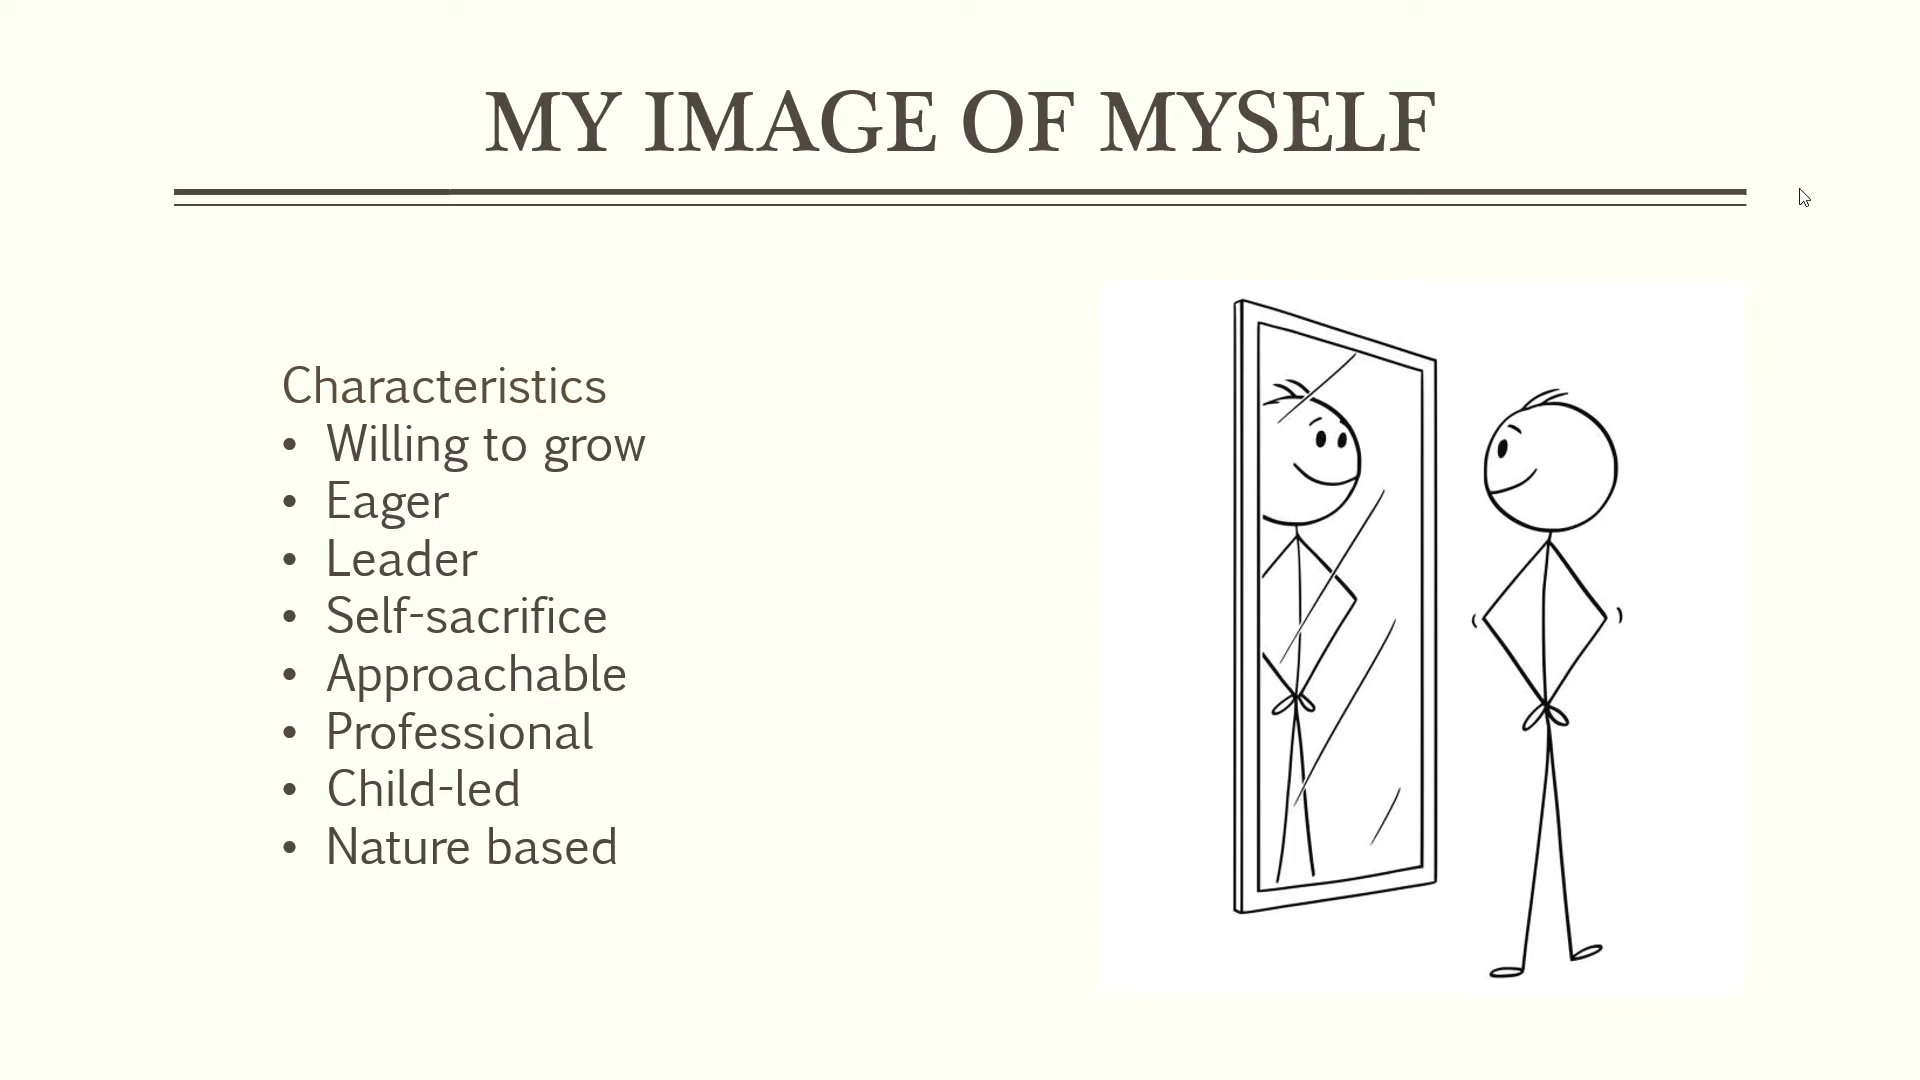 MY IMAGE OF MYSELF
Characteristics
• Willing to grow
• Eager
• Leader
• Self-sacrifice
• Approachable
• Professional
• Child-led
• Nature based